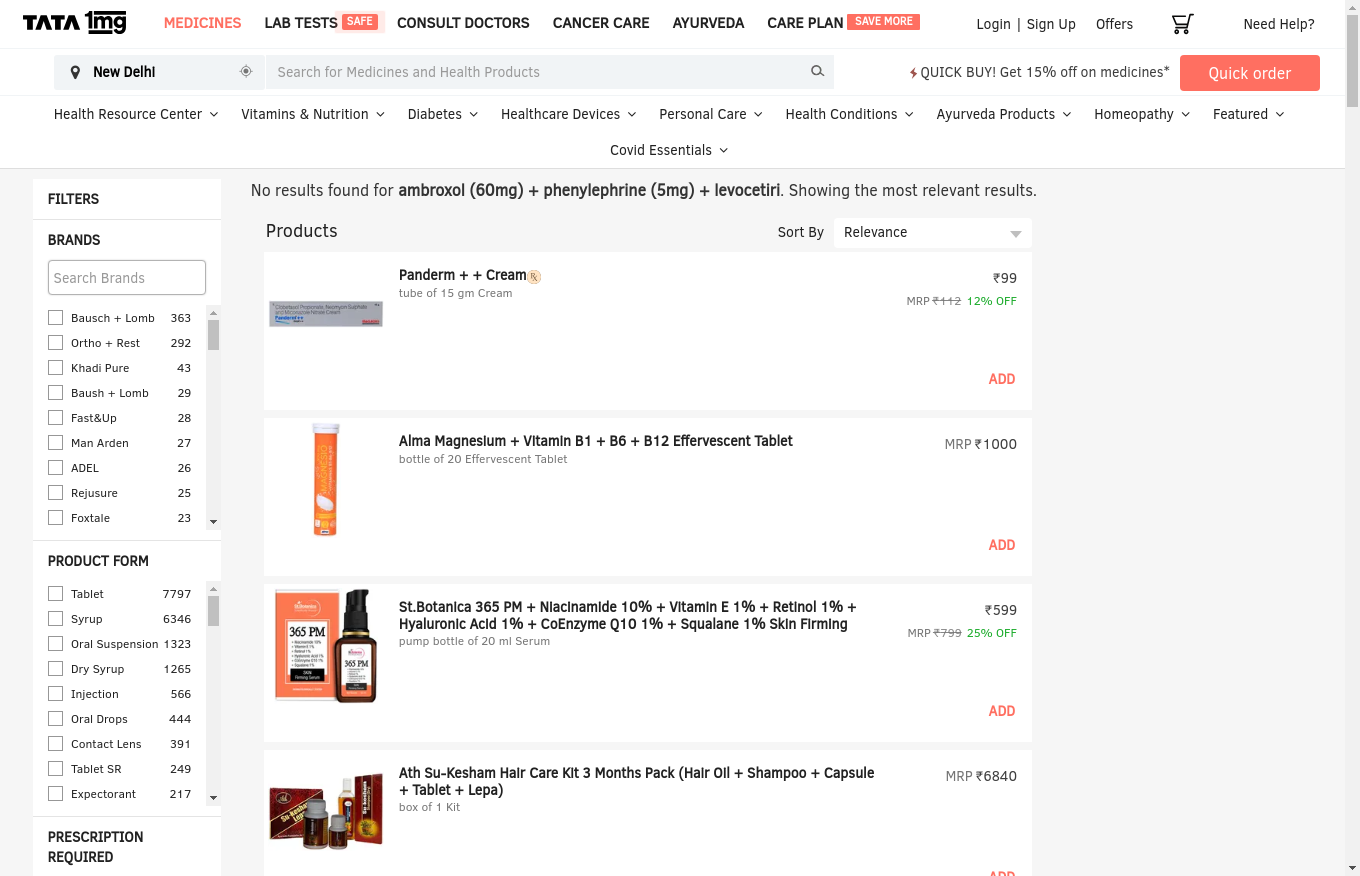 TATA 1mg
MEDICINES LAB TESTS SAFE CONSULT DOCTORS CANCER CARE AYURVEDA CARE PLAN SAVE MORE Login | Sign Up Offers Need Help?
New Delhi Search for Medicines and Health Products QUICK BUY! Get 15% off on medicines* Quick order
Health Resource Center Vitamins & Nutrition Diabetes Healthcare Devices Personal Care Health Conditions Ayurveda Products Homeopathy Featured
Covid Essentials
No results found for ambroxol (60mg) + phenylephrine (5mg) + levocetiri. Showing the most relevant results.
FILTERS
BRANDS
Search Brands
Bausch + Lomb 363
Ortho + Rest 292
Khadi Pure 43
Baush + Lomb 29
Fast&Up 28
Man Arden 27
ADEL 26
Rejusure 25
Foxtale 23
PRODUCT FORM
Tablet 7797
Syrup 6346
Oral Suspension 1323
Dry Syrup 1265
Injection 566
Oral Drops 444
Contact Lens 391
Tablet SR 249
Expectorant 217
PRESCRIPTION
REQUIRED
Products Sort By Relevance
Panderm + + Cream ₹99
tube of 15 gm Cream MRP ₹112 12% OFF
ADD
Alma Magnesium + Vitamin B1 + B6 + B12 Effervescent Tablet MRP ₹1000
bottle of 20 Effervescent Tablet
ADD
365 PM
365 PM
St.Botanica 365 PM + Niacinamide 10% + Vitamin E 1% + Retinol 1% + ₹599
Hyaluronic Acid 1% + CoEnzyme Q10 1% + Squalane 1% Skin Firming
pump bottle of 20 ml Serum MRP ₹799 25% OFF
ADD
Ath Su-Kesham Hair Care Kit 3 Months Pack (Hair Oil + Shampoo + Capsule MRP ₹6840
+ Tablet + Lepa)
box of 1 Kit
ADD